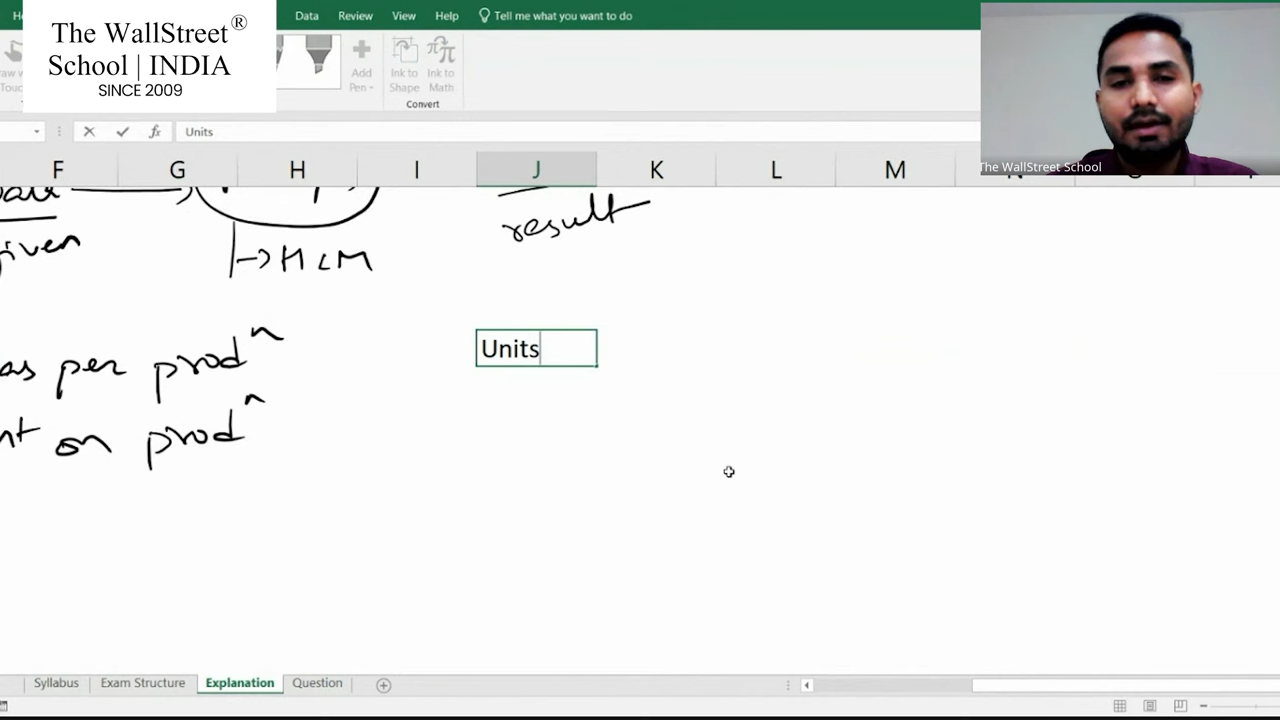 Data Review View Help Tell me what you want to do
The WallStreet®
School | INDIA
SINCE 2009
Add
Pen
Ink to
Shape
Ink to
Math
Convert
The WallStreet School
Units
F G H I J K L M
given
result
→ HCM
Units
as per prodⁿ
on prodⁿ
Syllabus Exam Structure Explanation Question